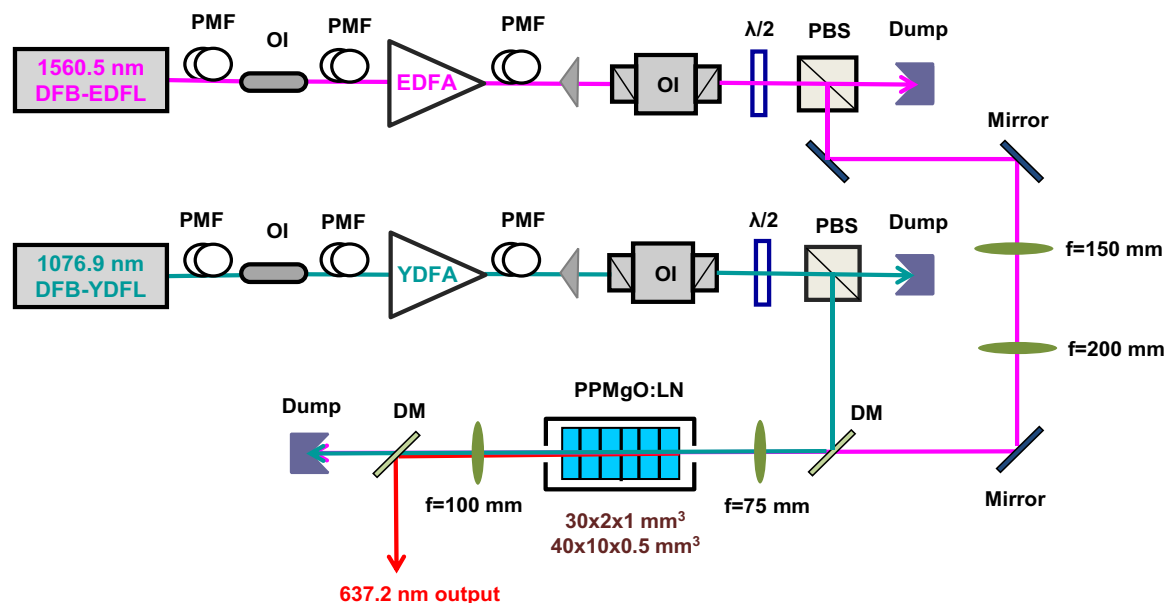 PMF
OI
PMF
PMF
λ/2
PBS
Dump
1560.5 nm
DFB-EDFL
EDFA
OI
Mirror
PMF
OI
PMF
PMF
λ/2
PBS
Dump
1076.9 nm
DFB-YDFL
YDFA
OI
f=150 mm
f=200 mm
Dump
DM
PPMgO:LN
DM
f=100 mm
f=75 mm
Mirror
30x2x1 mm³
40x10x0.5 mm³
637.2 nm output